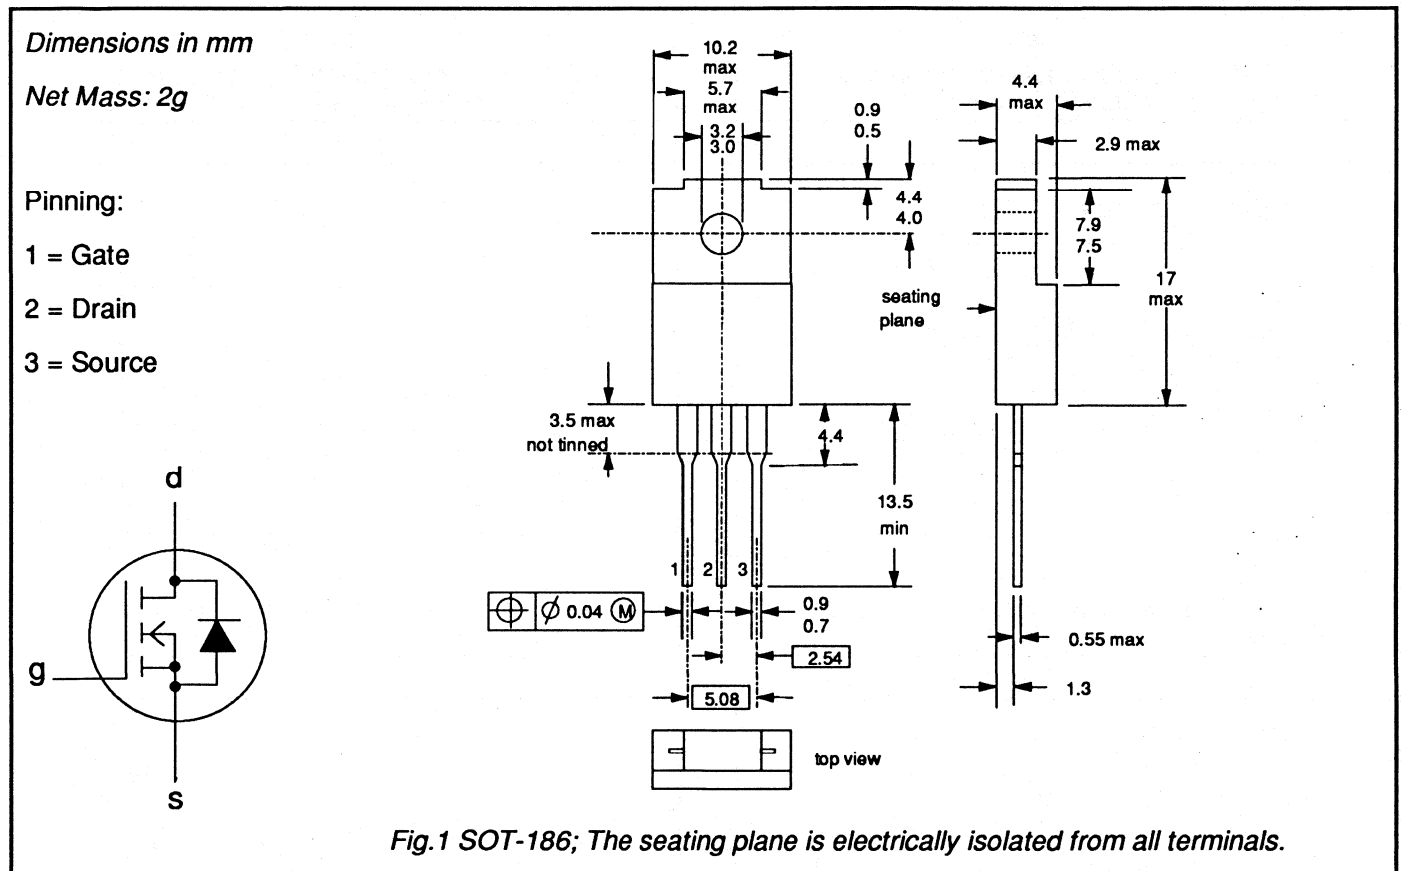 Dimensions in mm
Net Mass: 2g
Pinning:
1 = Gate
2 = Drain
3 = Source
d
g
s
10.2
max
5.7
max
3.2
3.0
0.9
0.5
4.4
4.0
seating
plane
3.5 max
not tinned
4.4
13.5
min
1 2 3
⌀ 0.04 Ⓜ
0.9
0.7
2.54
5.08
top view
4.4
max
2.9 max
7.9
7.5
17
max
0.55 max
1.3
Fig.1 SOT-186; The seating plane is electrically isolated from all terminals.